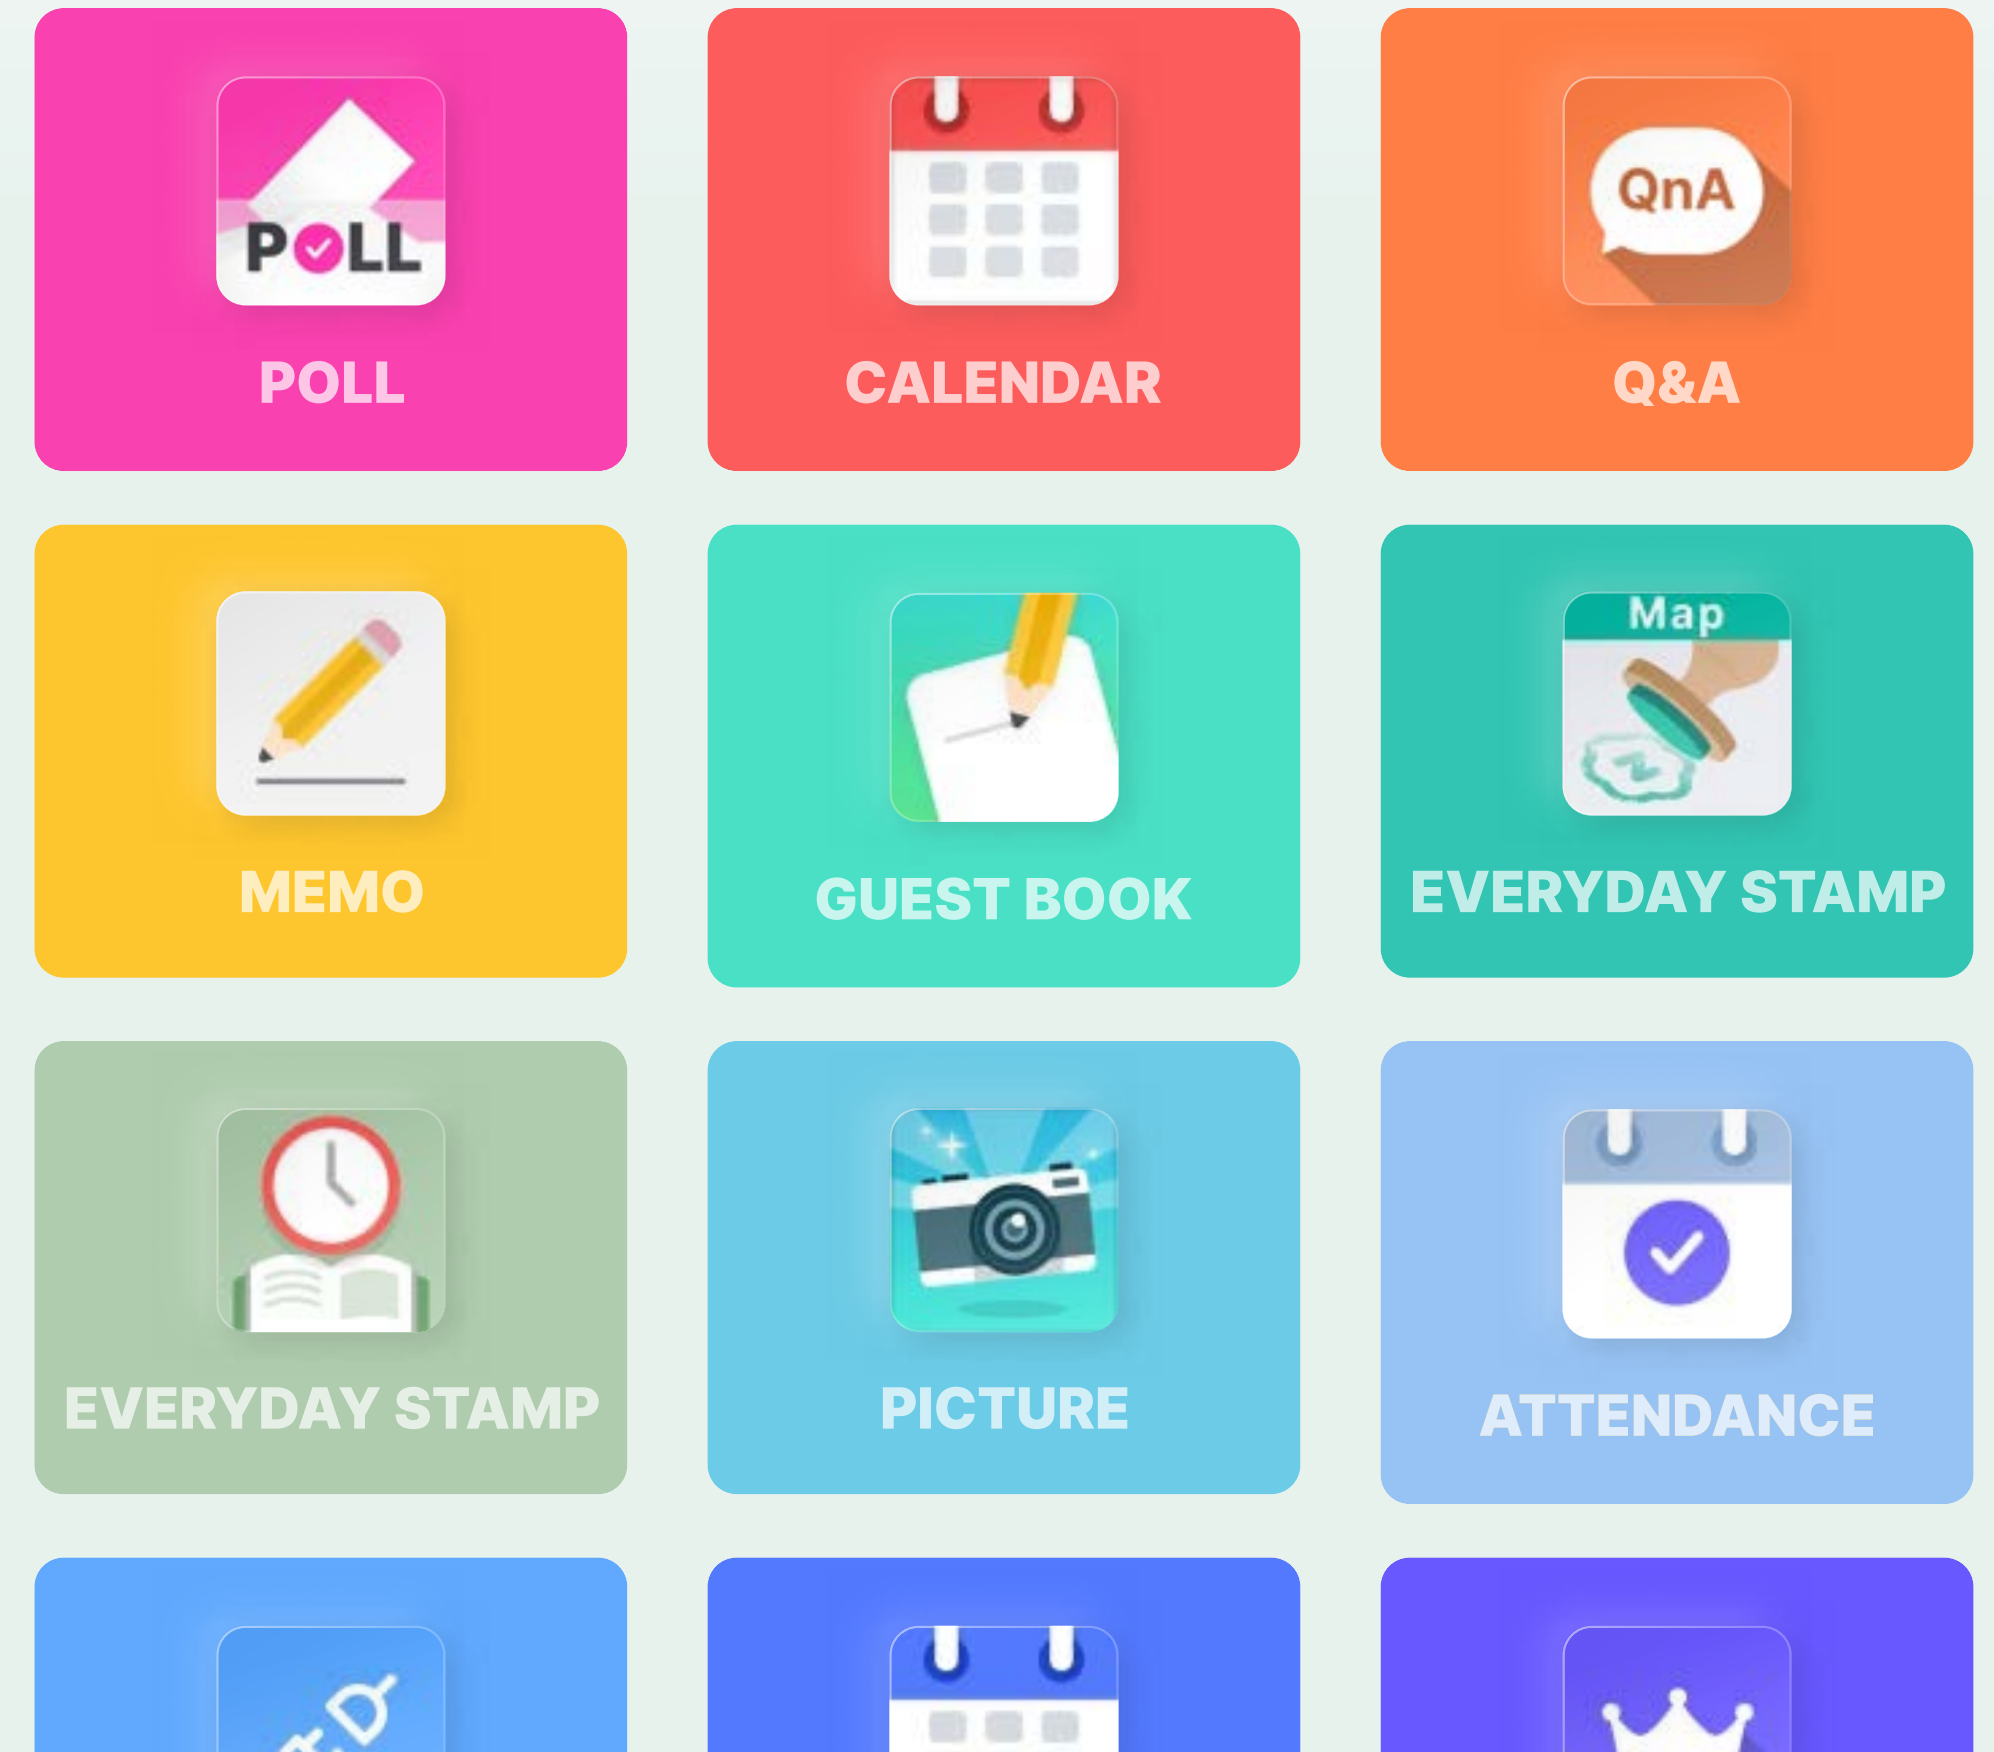 POLL
POLL
CALENDAR
QnA
Q&A
MEMO
GUEST BOOK
Map
EVERYDAY STAMP
EVERYDAY STAMP
PICTURE
ATTENDANCE